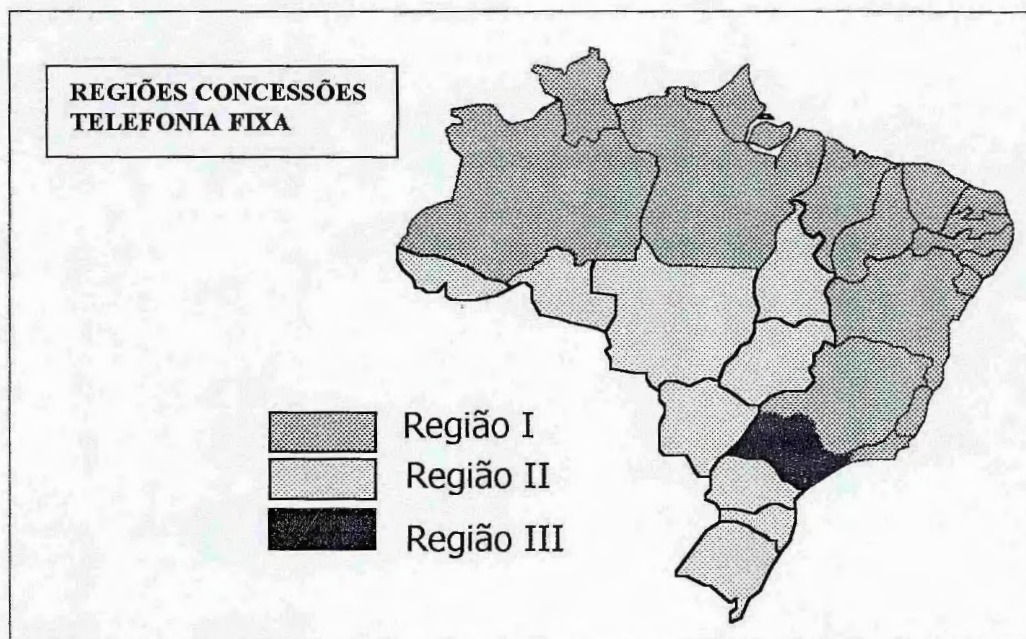 REGIÕES CONCESSÕES
TELEFONIA FIXA
Região I
Região II
Região III